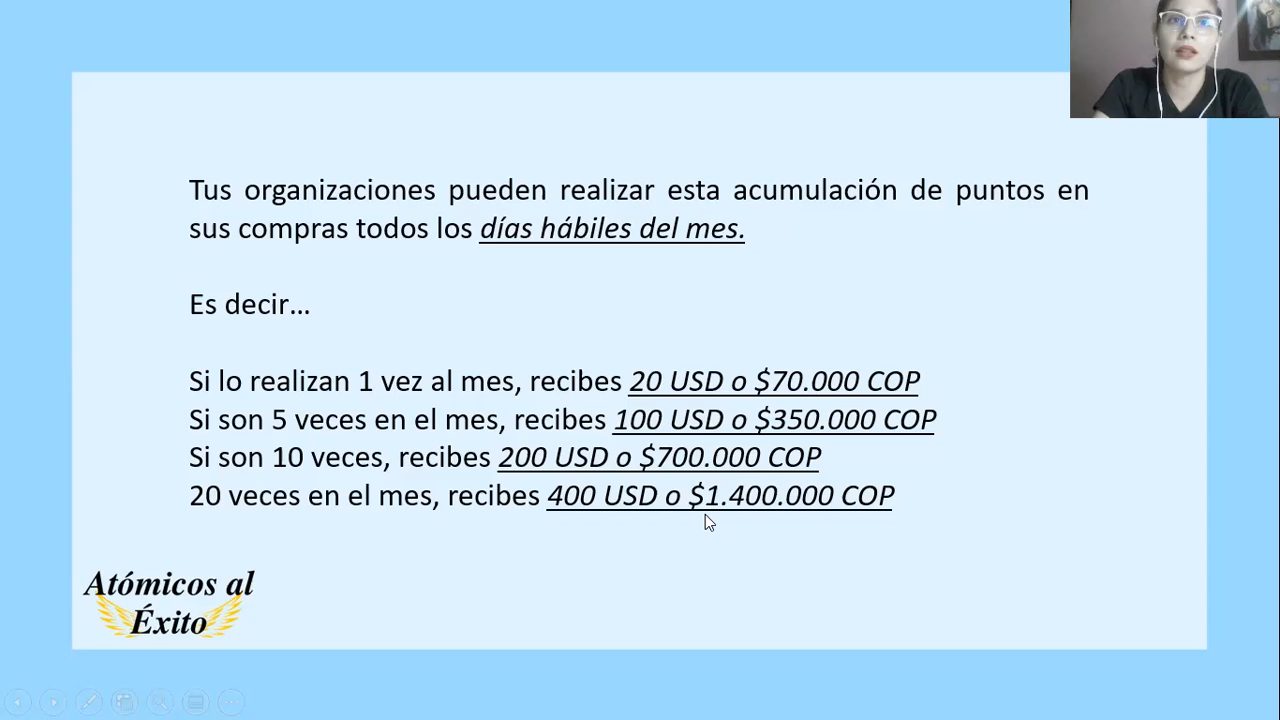 Tus organizaciones pueden realizar esta acumulación de puntos en
sus compras todos los días hábiles del mes.
Es decir...
Si lo realizan 1 vez al mes, recibes 20 USD o $70.000 COP
Si son 5 veces en el mes, recibes 100 USD o $350.000 COP
Si son 10 veces, recibes 200 USD o $700.000 COP
20 veces en el mes, recibes 400 USD o $1.400.000 COP
Atómicos al
Éxito